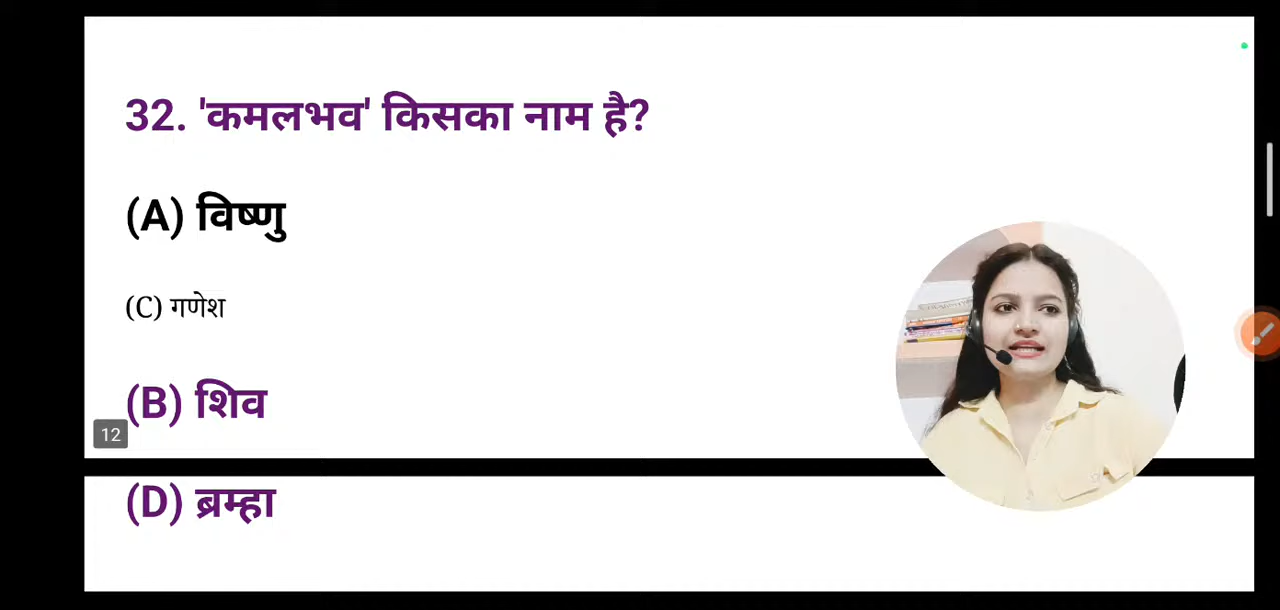 32. 'कमलभव' किसका नाम है?
(A) विष्णु
(C) गणेश
(B) शिव
12
(D) ब्रम्हा